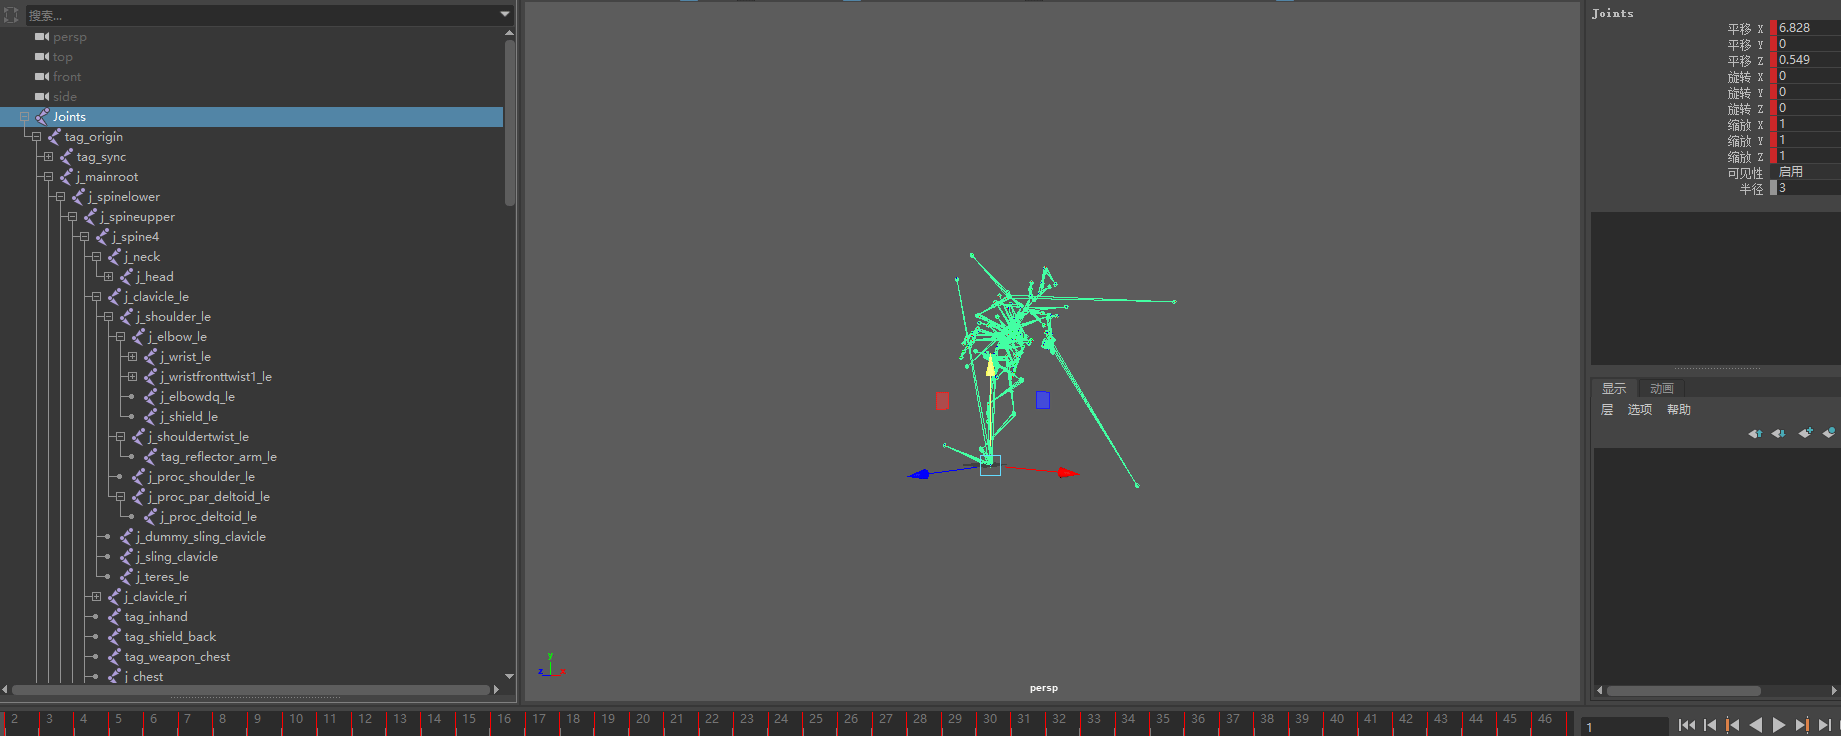 搜索...
persp
top
front
side
Joints
tag_origin
tag_sync
j_mainroot
j_spinelower
j_spineupper
j_spine4
j_neck
j_head
j_clavicle_le
j_shoulder_le
j_elbow_le
j_wrist_le
j_wristfronttwist1_le
j_elbowdq_le
j_shield_le
j_shouldertwist_le
tag_reflector_arm_le
j_proc_shoulder_le
j_proc_par_deltoid_le
j_proc_deltoid_le
j_dummy_sling_clavicle
j_sling_clavicle
j_teres_le
j_clavicle_ri
tag_inhand
tag_shield_back
tag_weapon_chest
j_chest
y
z
x
persp
Joints
平移 X 6.828
平移 Y 0
平移 Z 0.549
旋转 X 0
旋转 Y 0
旋转 Z 0
缩放 X 1
缩放 Y 1
缩放 Z 1
可见性 启用
半径 3
显示 动画
层 选项 帮助
2 3 4 5 6 7 8 9 10 11 12 13 14 15 16 17 18 19 20 21 22 23 24 25 26 27 28 29 30 31 32 33 34 35 36 37 38 39 40 41 42 43 44 45 46
1